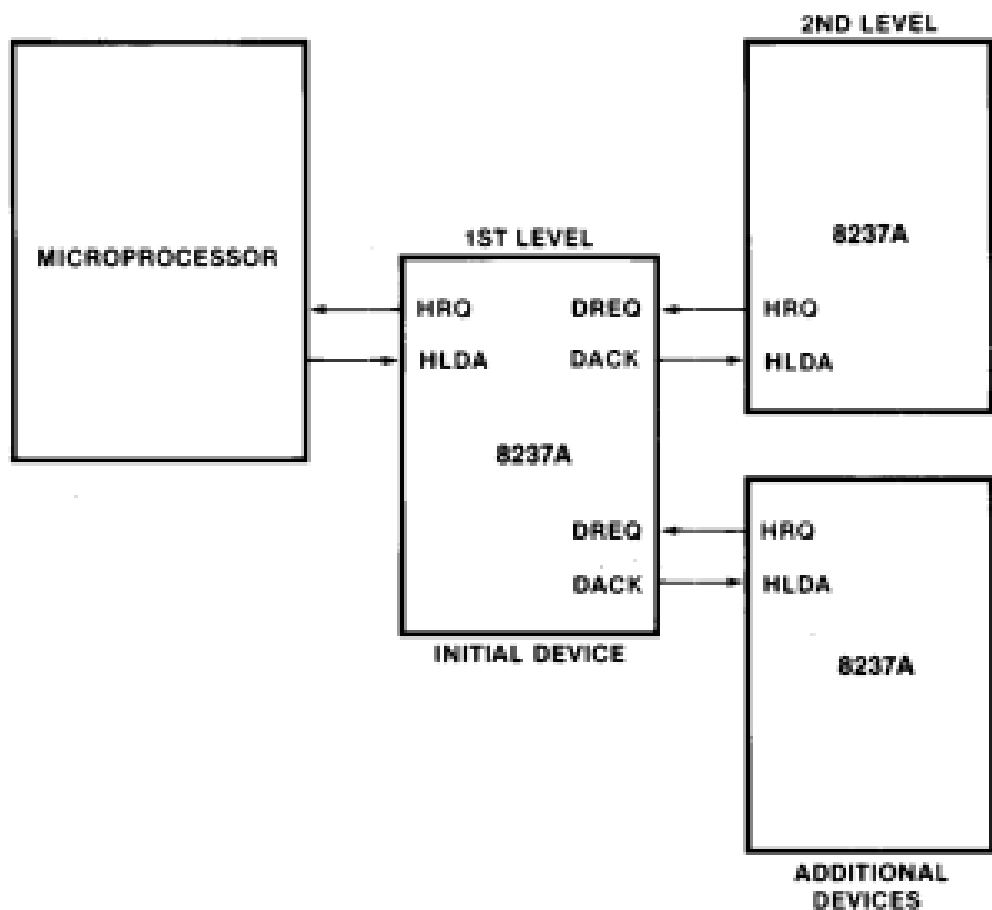 2ND LEVEL
MICROPROCESSOR
8237A
1ST LEVEL
HRQ DREQ HRQ
HLDA DACK HLDA
8237A
DREQ HRQ
DACK HLDA
INITIAL DEVICE
8237A
ADDITIONAL
DEVICES